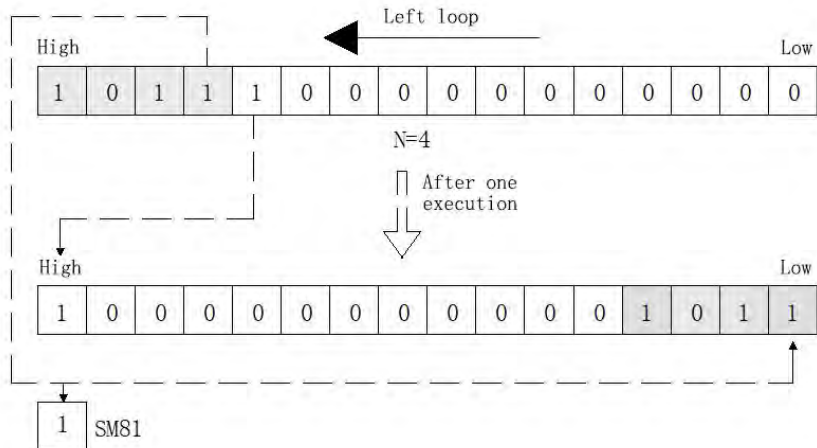 Left loop
High Low
1 0 1 1 1 0 0 0 0 0 0 0 0 0 0 0
N=4
After one
execution
High Low
1 0 0 0 0 0 0 0 0 0 0 0 1 0 1 1
1 SM81